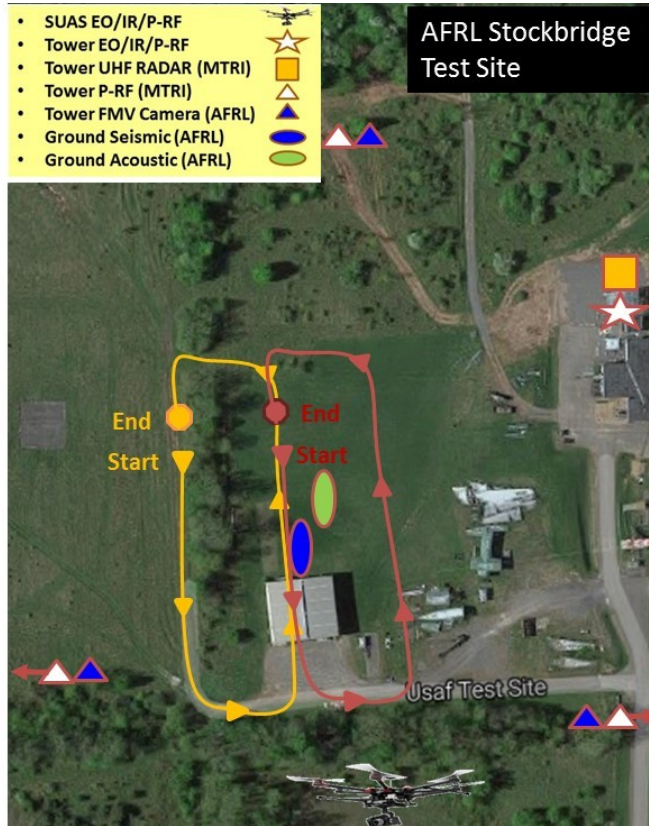 • SUAS EO/IR/P-RF
• Tower EO/IR/P-RF
• Tower UHF RADAR (MTRI)
• Tower P-RF (MTRI)
• Tower FMV Camera (AFRL)
• Ground Seismic (AFRL)
• Ground Acoustic (AFRL)
AFRL Stockbridge
Test Site
End
End
Start
Start
Usaf Test Site